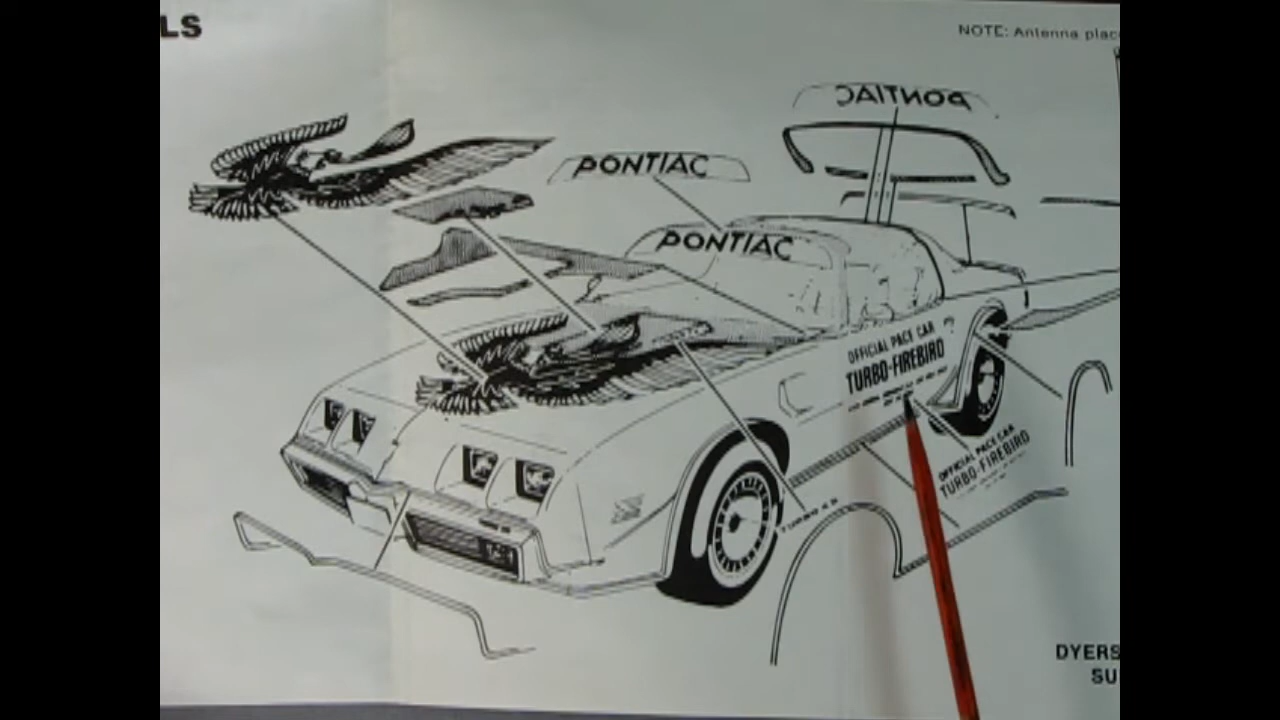 LS
NOTE: Antenna plac
PONTIAC
PONTIAC
PONTIAC
OFFICIAL PACE CAR
TURBO-FIREBIRD
OFFICIAL PACE CAR
TURBO-FIREBIRD
DYERS
SU